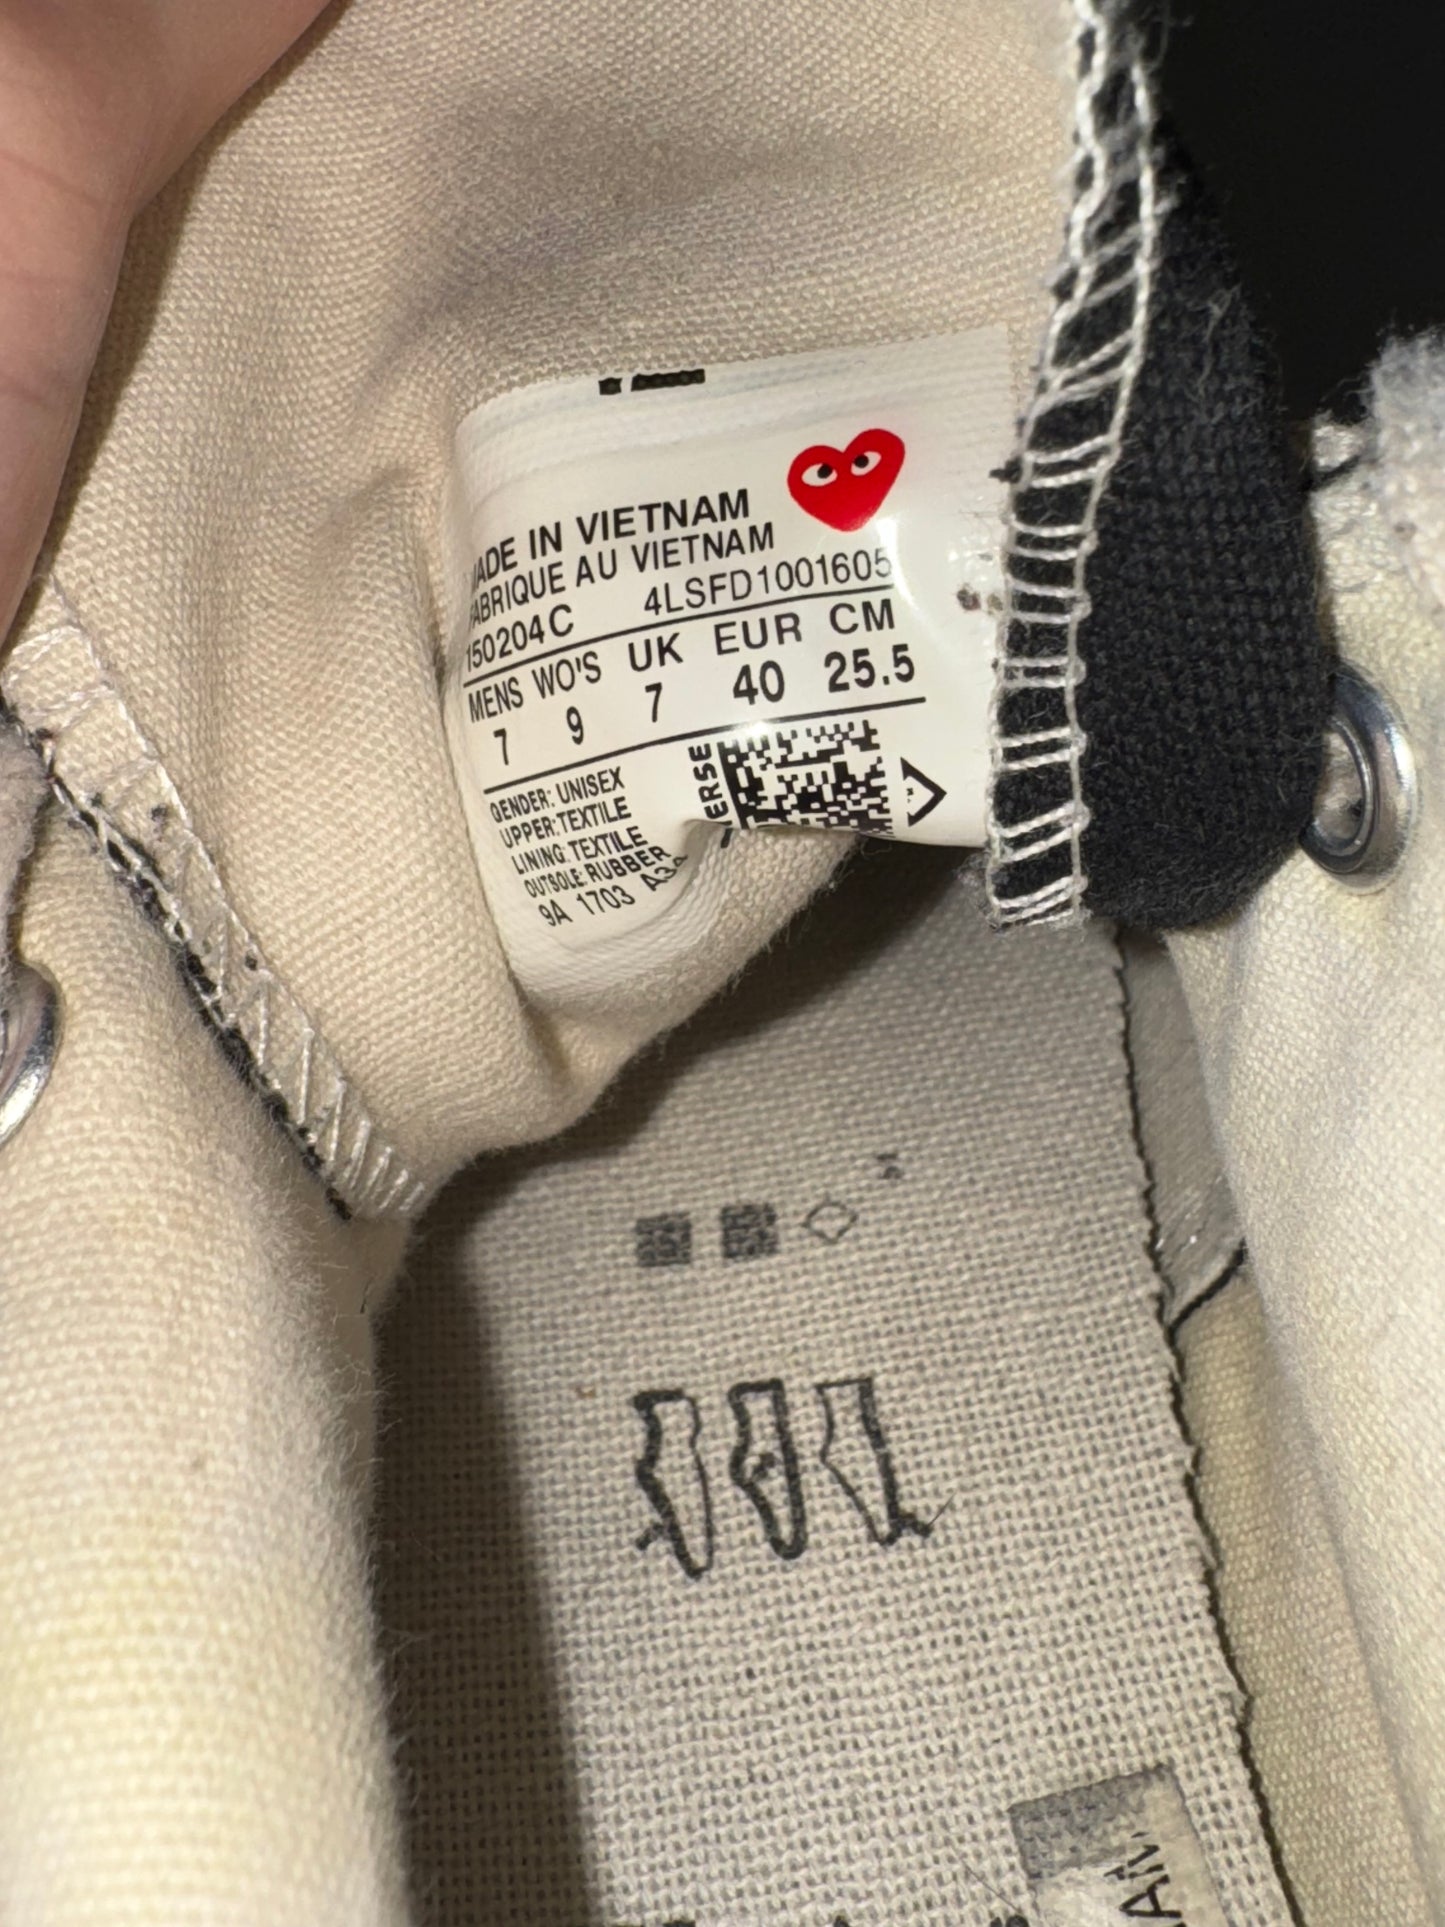 MADE IN VIETNAM
FABRIQUE AU VIETNAM
150204C 4LSFD1001605
MENS WO'S UK EUR CM
7 9 7 40 25.5
GENDER: UNISEX
UPPER: TEXTILE
LINING: TEXTILE
OUTSOLE: RUBBER
9A 1703
ERSE